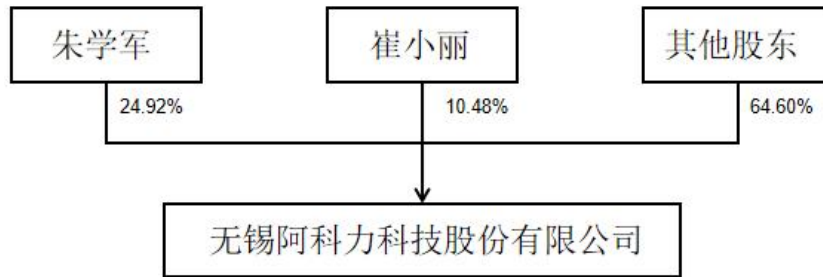 朱学军
崔小丽
其他股东
24.92%
10.48%
64.60%
无锡阿科力科技股份有限公司